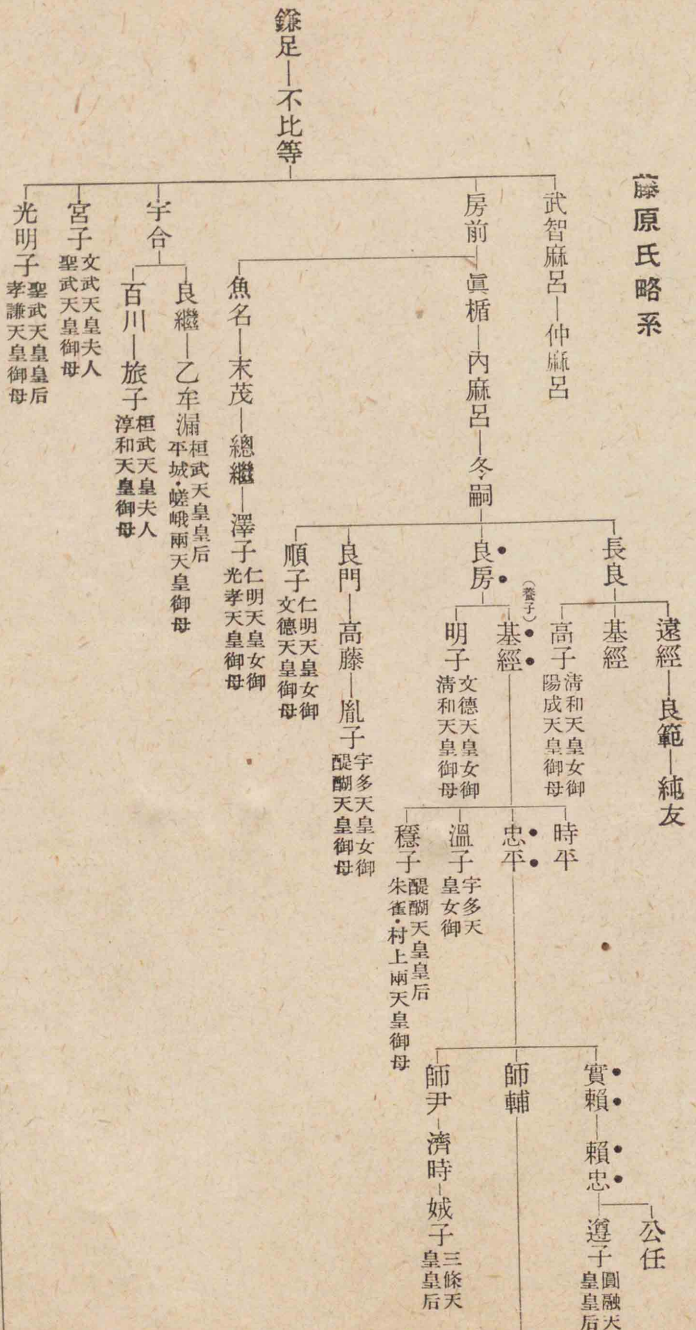 藤原氏略系
鎌足—不比等
武智麻呂—仲麻呂
房前—眞楯—内麻呂—冬嗣
長良
遠經—良範—純友
基經
高子 清和天皇女御
陽成天皇御母
良房
(養子)
基經
時平
忠平
實賴—賴忠
公任
遵子 圓融天
皇皇后
師輔
師尹—濟時—娍子 三條天
皇皇后
溫子 宇多天
皇女御
穩子 醍醐天皇皇后
朱雀・村上兩天皇御母
明子 文德天皇女御
清和天皇御母
良門—高藤—胤子 宇多天皇女御
醍醐天皇御母
順子 仁明天皇女御
文德天皇御母
魚名—末茂—總繼—澤子 仁明天皇女御
光孝天皇御母
宇合
良繼—乙牟漏 桓武天皇皇后
平城・嵯峨兩天皇御母
百川—旅子 桓武天皇夫人
淳和天皇御母
宮子 文武天皇夫人
聖武天皇御母
光明子 聖武天皇皇后
孝謙天皇御母